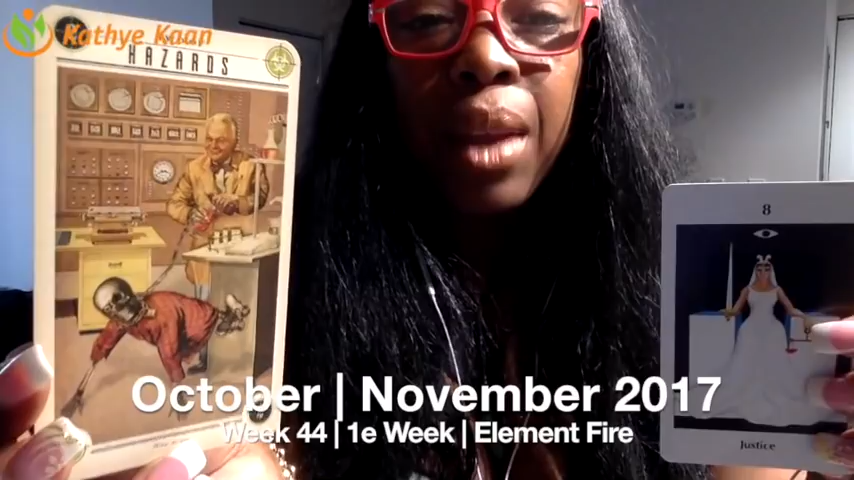 Kathye Kaan
HAZARDS
8
Justice
October | November 2017
Week 44 | 1e Week | Element Fire